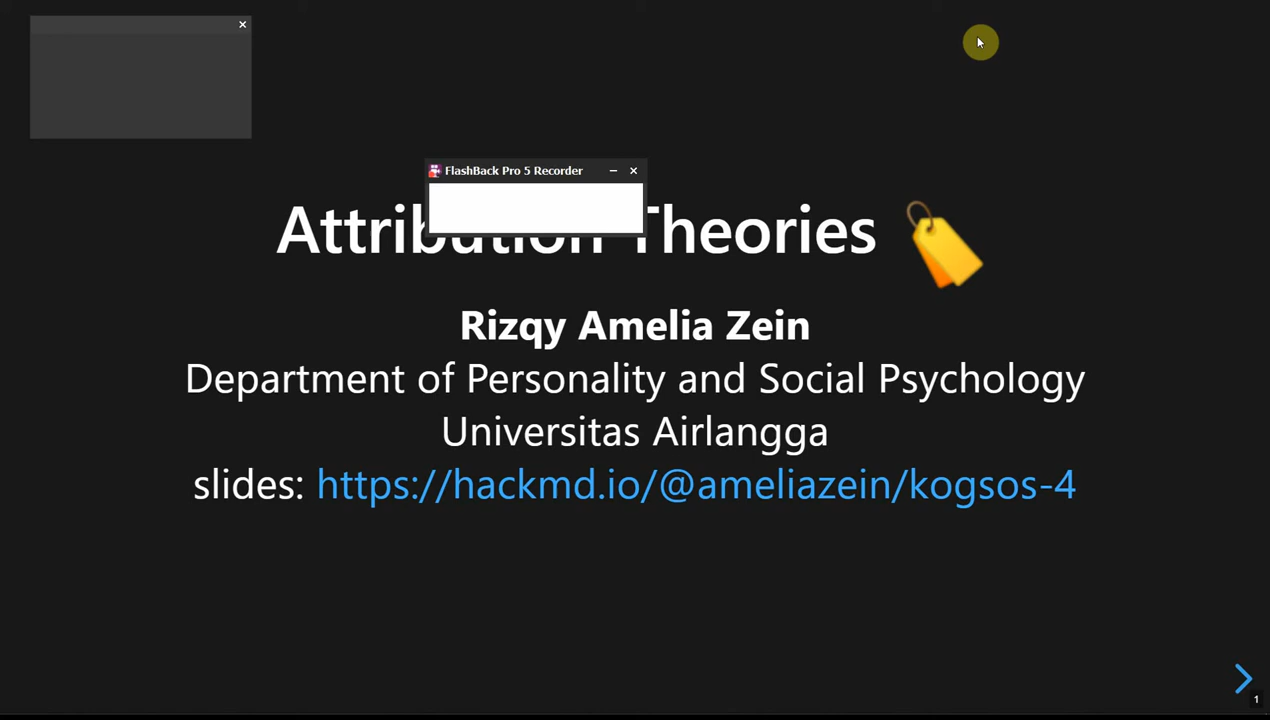 FlashBack Pro 5 Recorder
Attribution Theories
Rizqy Amelia Zein
Department of Personality and Social Psychology
Universitas Airlangga
slides: https://hackmd.io/@ameliazein/kogsos-4
1